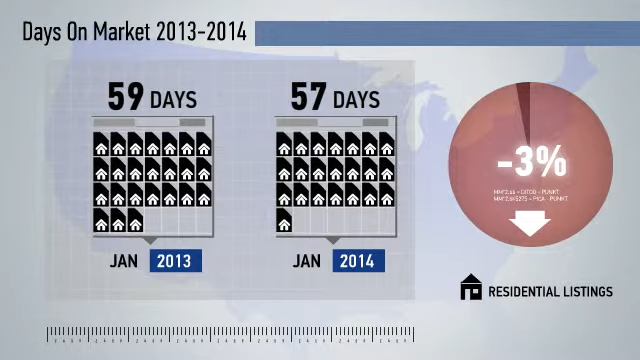 Days On Market 2013-2014
59 DAYS
57 DAYS
-3%
JAN 2013
JAN 2014
RESIDENTIAL LISTINGS